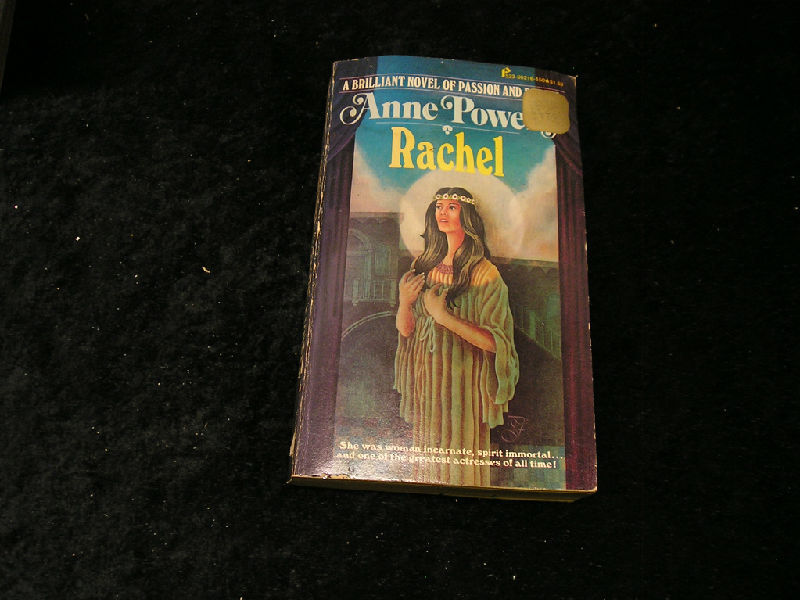 A BRILLIANT NOVEL OF PASSION AND
Anne Powers
Rachel
She was woman incarnate, spirit immortal...
and one of the greatest actresses of all time!